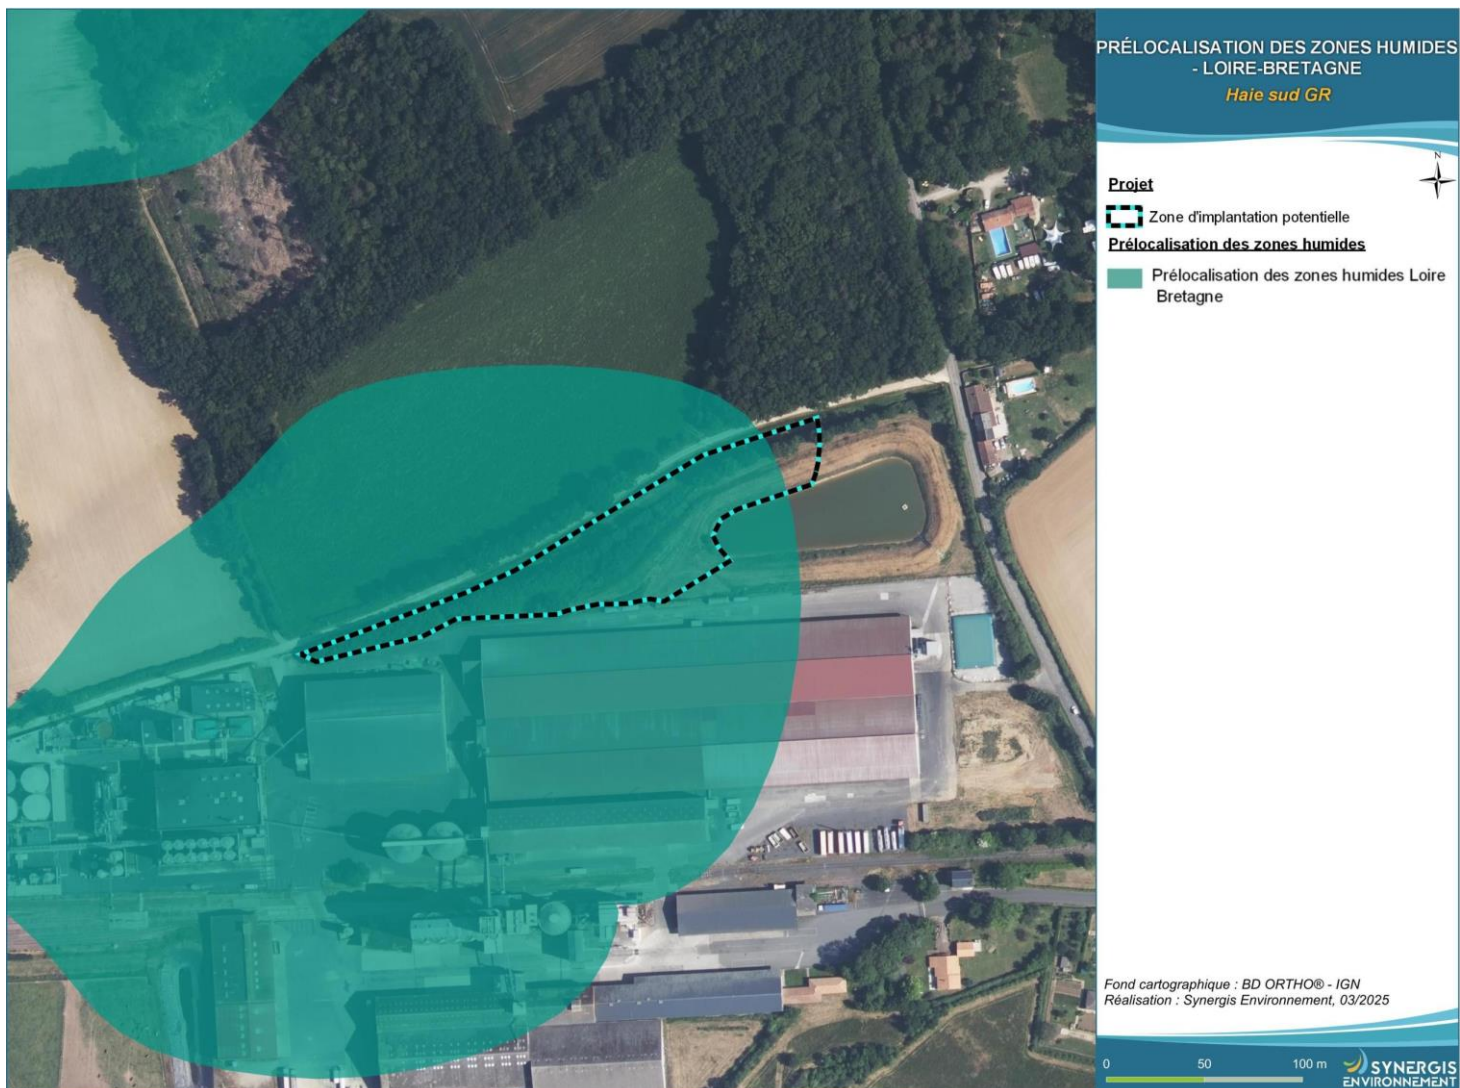 PRÉLOCALISATION DES ZONES HUMIDES
- LOIRE-BRETAGNE
Haie sud GR
N
Projet
Zone d'implantation potentielle
Prélocalisation des zones humides
Prélocalisation des zones humides Loire
Bretagne
Fond cartographique : BD ORTHO® - IGN
Réalisation : Synergis Environnement, 03/2025
0 50 100 m
SYNERGIS
ENVIRONNEMENT